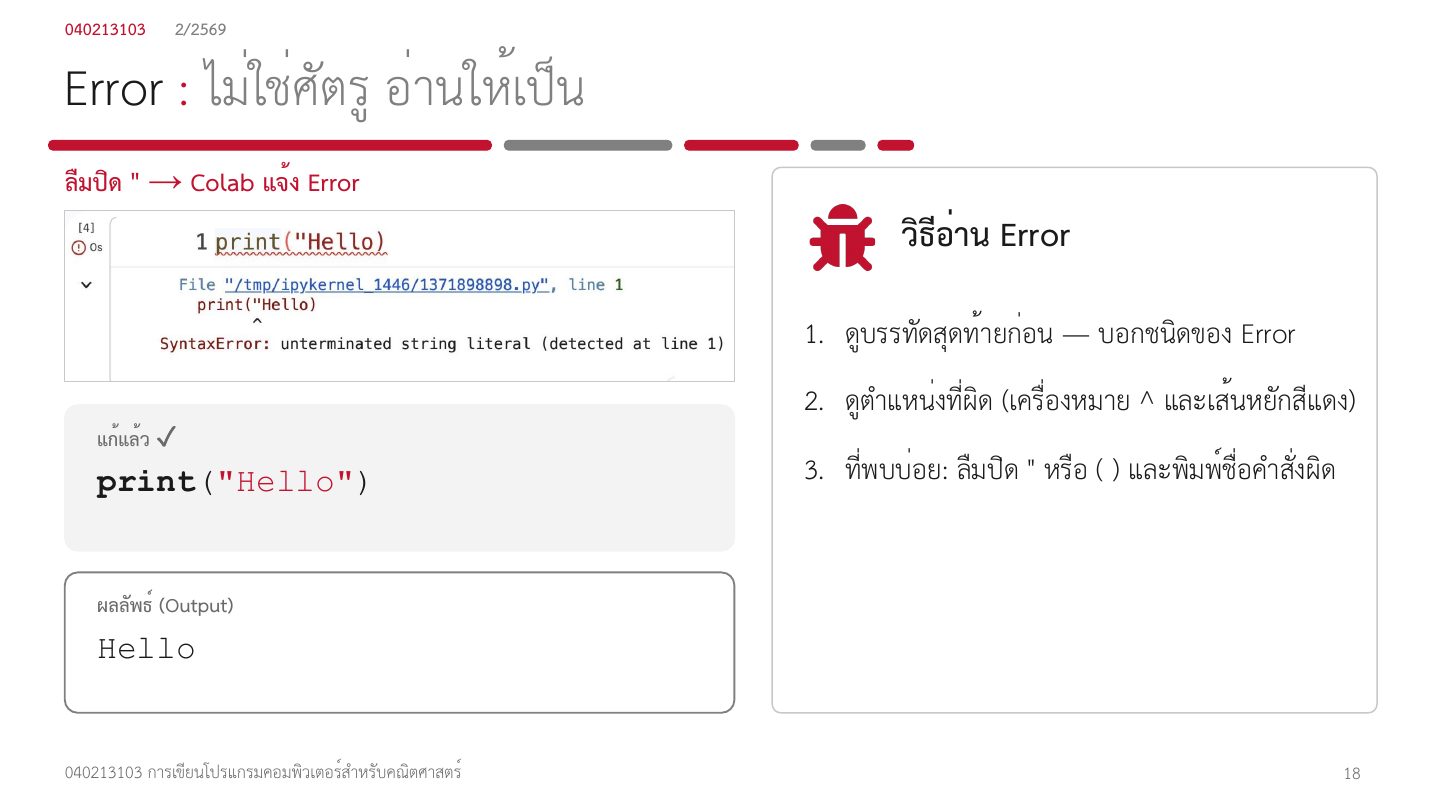 040213103 2/2569
Error : ไม่ใช่ศัตรู อ่านให้เป็น
ลืมปิด " → Colab แจ้ง Error
[4]
0s
1 print("Hello)
File "/tmp/ipykernel_1446/1371898898.py", line 1
print("Hello)
^
SyntaxError: unterminated string literal (detected at line 1)
แก้แล้ว ✓
print("Hello")
ผลลัพธ์ (Output)
Hello
วิธีอ่าน Error
1. ดูบรรทัดสุดท้ายก่อน — บอกชนิดของ Error
2. ดูตำแหน่งที่ผิด (เครื่องหมาย ^ และเส้นหยักสีแดง)
3. ที่พบบ่อย: ลืมปิด " หรือ ( ) และพิมพ์ชื่อคำสั่งผิด
040213103 การเขียนโปรแกรมคอมพิวเตอร์สำหรับคณิตศาสตร์
18